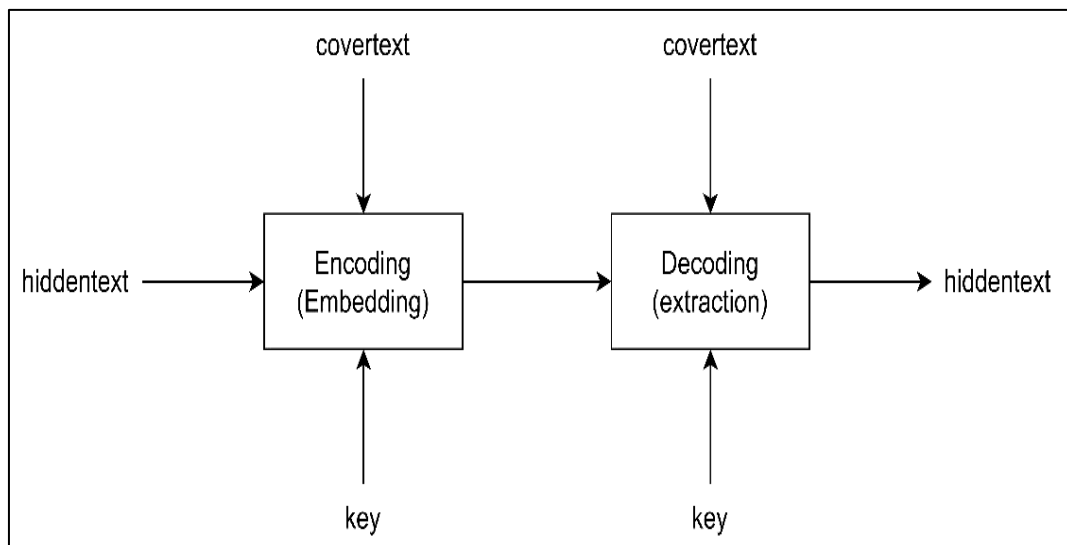 covertext
covertext
hiddentext
Encoding
(Embedding)
Decoding
(extraction)
hiddentext
key
key